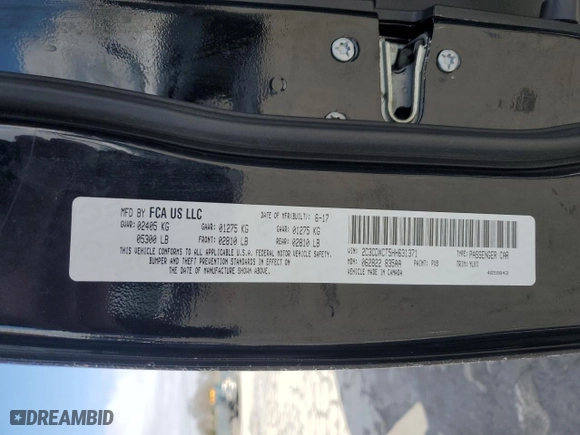 MFD BY FCA US LLC
DATE OF MFR(BUILT): 6-17
GVWR: 02405 KG
GAWR: 01275 KG
GAWR: 01275 KG
05300 LB
FRONT: 02810 LB
REAR: 02810 LB
THIS VEHICLE CONFORMS TO ALL APPLICABLE U.S.A. FEDERAL MOTOR VEHICLE SAFETY,
BUMPER AND THEFT PREVENTION STANDARDS IN EFFECT ON
THE DATE OF MANUFACTURE SHOWN ABOVE.
VIN: 2C3CDXCT5HH631371
TYPE: PASSENGER CAR
MDH: 062822 835AA
PAINT: PXB
VEHICLE MADE IN CANADA
DREAMBID